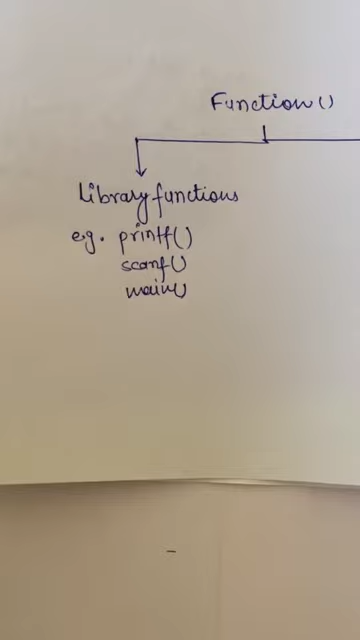 Function()
Library functions
e.g. printf()
scanf()
main()